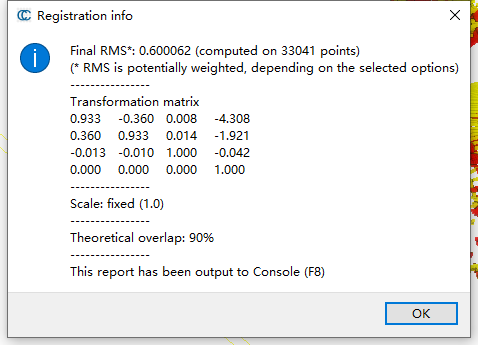 Registration info
Final RMS*: 0.600062 (computed on 33041 points)
(* RMS is potentially weighted, depending on the selected options)
----------------
Transformation matrix
0.933 -0.360 0.008 -4.308
0.360 0.933 0.014 -1.921
-0.013 -0.010 1.000 -0.042
0.000 0.000 0.000 1.000
----------------
Scale: fixed (1.0)
----------------
Theoretical overlap: 90%
----------------
This report has been output to Console (F8)
OK